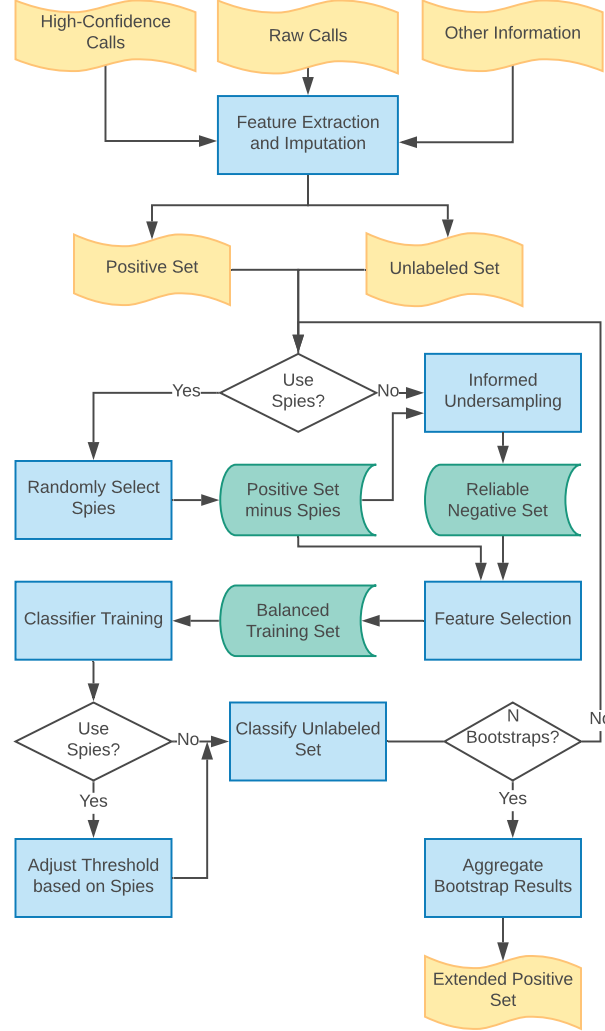 High-Confidence
Calls
Raw Calls
Other Information
Feature Extraction
and Imputation
Positive Set
Unlabeled Set
Use
Spies?
Yes
No
Informed
Undersampling
Randomly Select
Spies
Positive Set
minus Spies
Reliable
Negative Set
Classifier Training
Balanced
Training Set
Feature Selection
Use
Spies?
No
Classify Unlabeled
Set
N
Bootstraps?
No
Yes
Yes
Adjust Threshold
based on Spies
Aggregate
Bootstrap Results
Extended Positive
Set